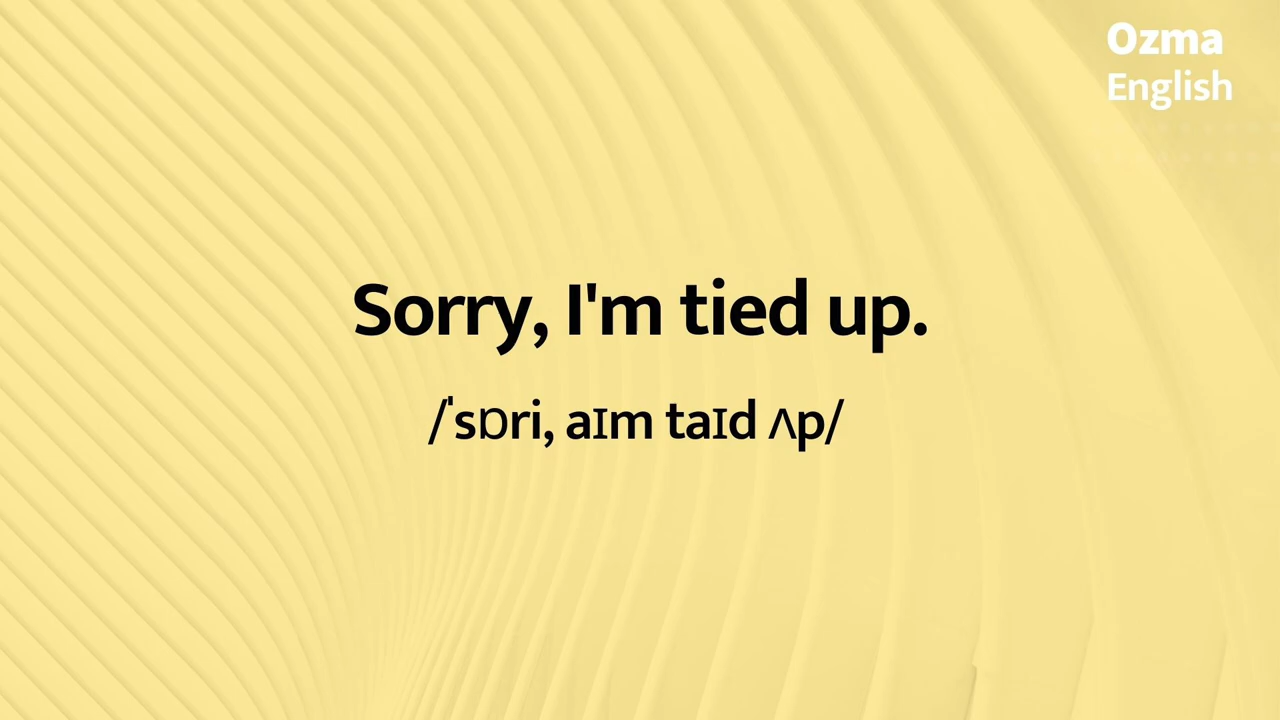 Ozma
English
Sorry, I'm tied up.
/ˈsɒri, aɪm taɪd ʌp/